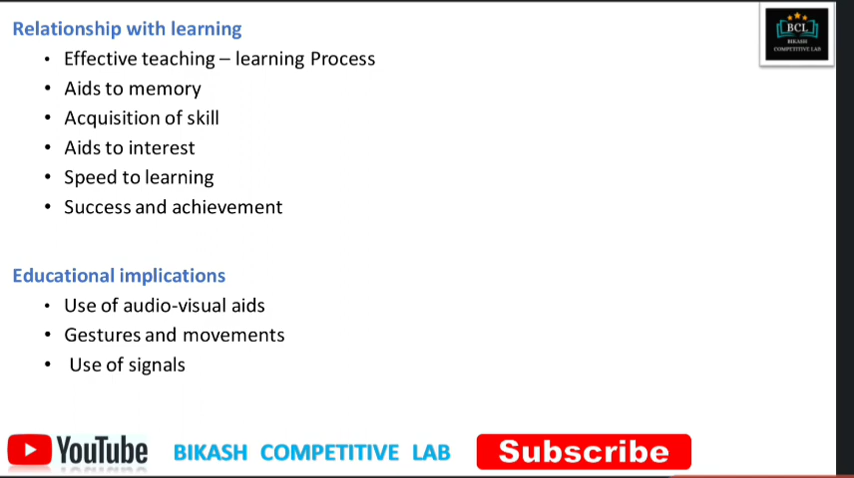 Relationship with learning
• Effective teaching – learning Process
• Aids to memory
• Acquisition of skill
• Aids to interest
• Speed to learning
• Success and achievement
Educational implications
• Use of audio-visual aids
• Gestures and movements
• Use of signals
BCL
BIKASH
COMPETITIVE LAB
YouTube BIKASH COMPETITIVE LAB Subscribe